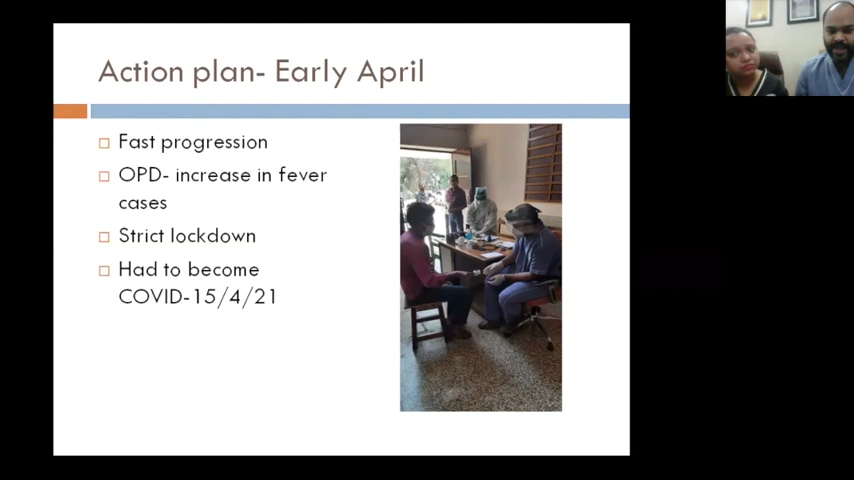 Action plan- Early April
Fast progression
OPD- increase in fever
cases
Strict lockdown
Had to become
COVID-15/4/21